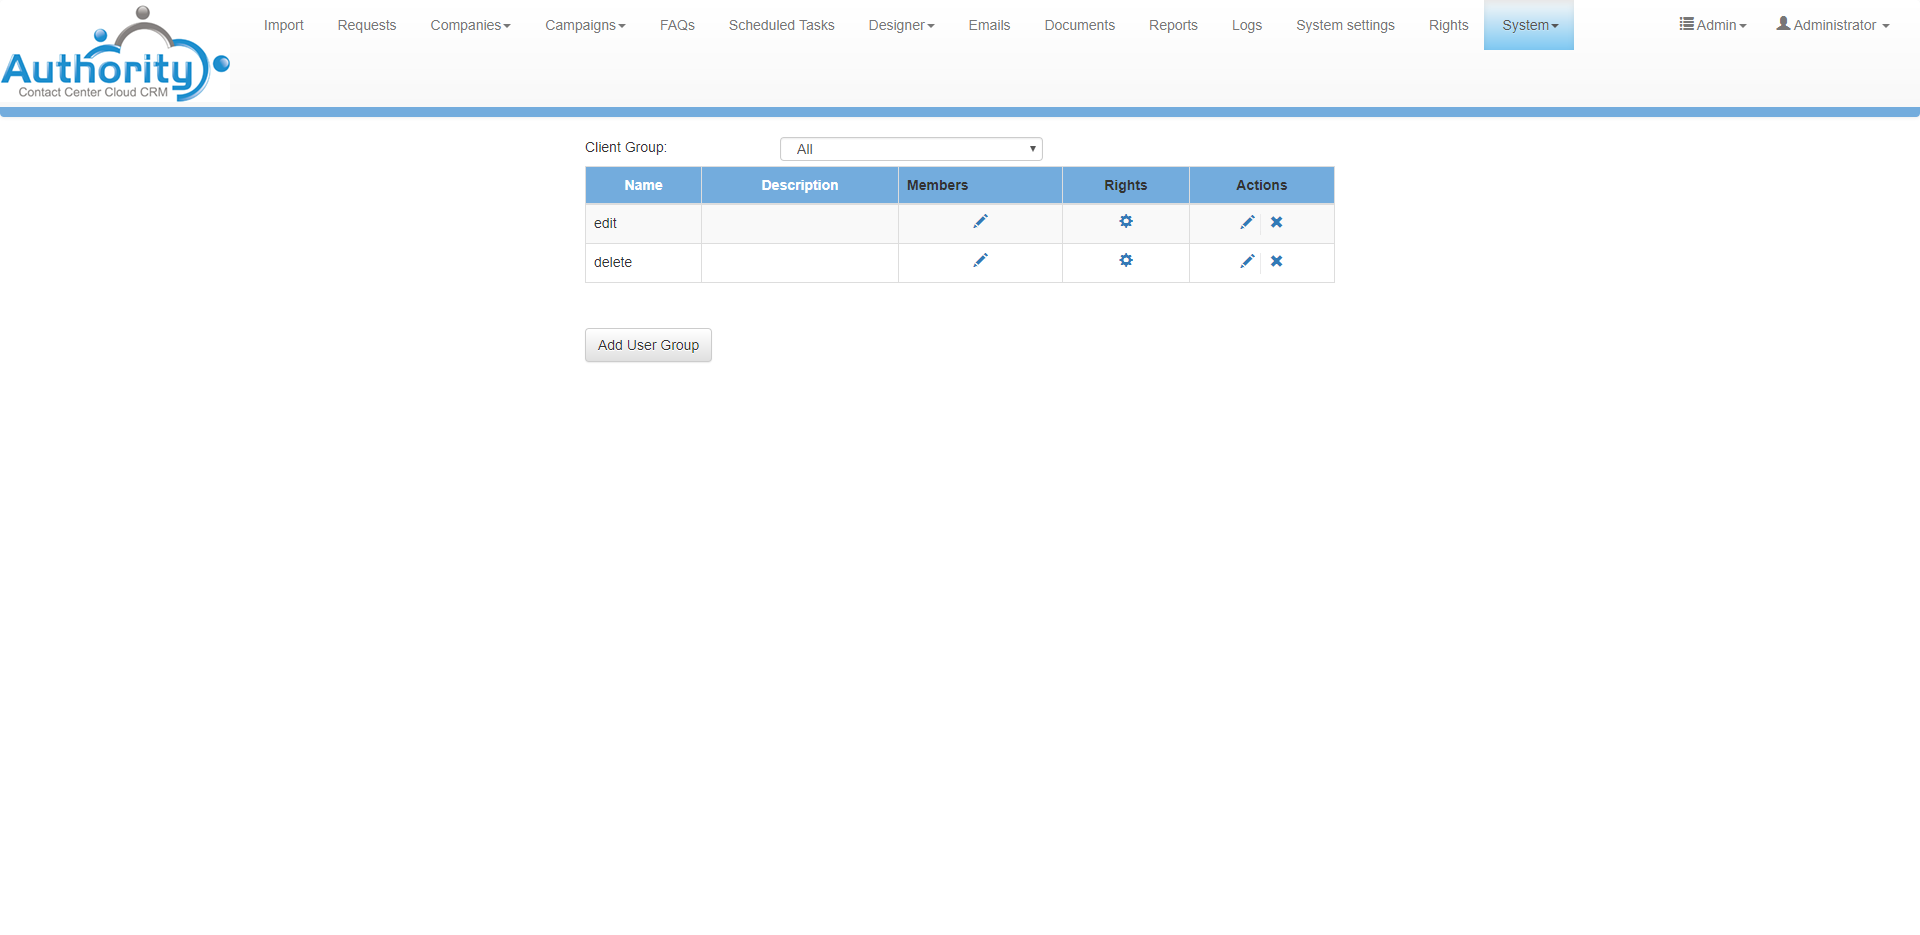 Import Requests Companies Campaigns FAQs Scheduled Tasks Designer Emails Documents Reports Logs System settings Rights System Admin Administrator
Authority
Contact Center Cloud CRM
Client Group: All
Name Description Members Rights Actions
edit
delete
Add User Group